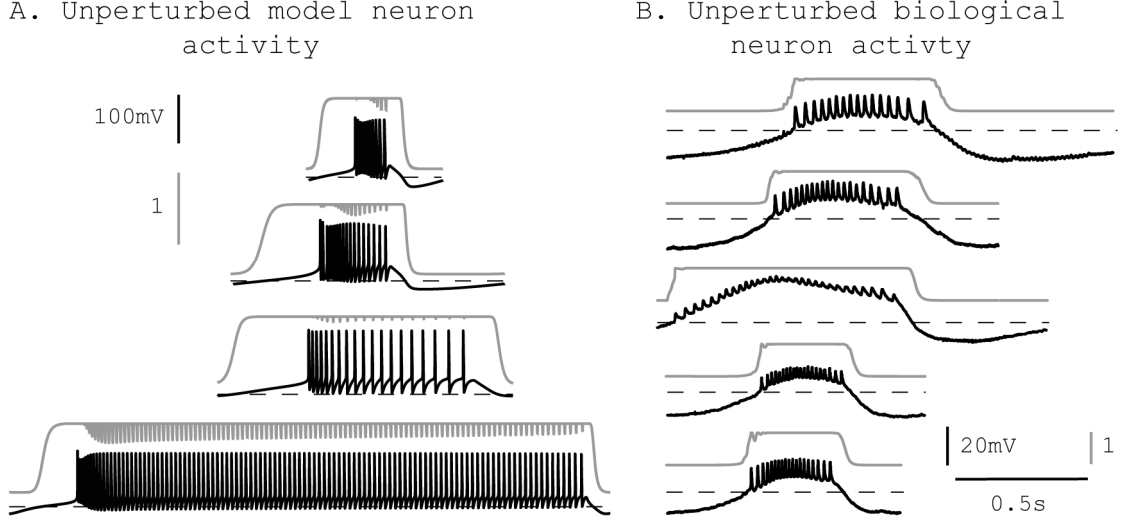 A. Unperturbed model neuron
activity
100mV
1
B. Unperturbed biological
neuron activty
20mV
1
0.5s